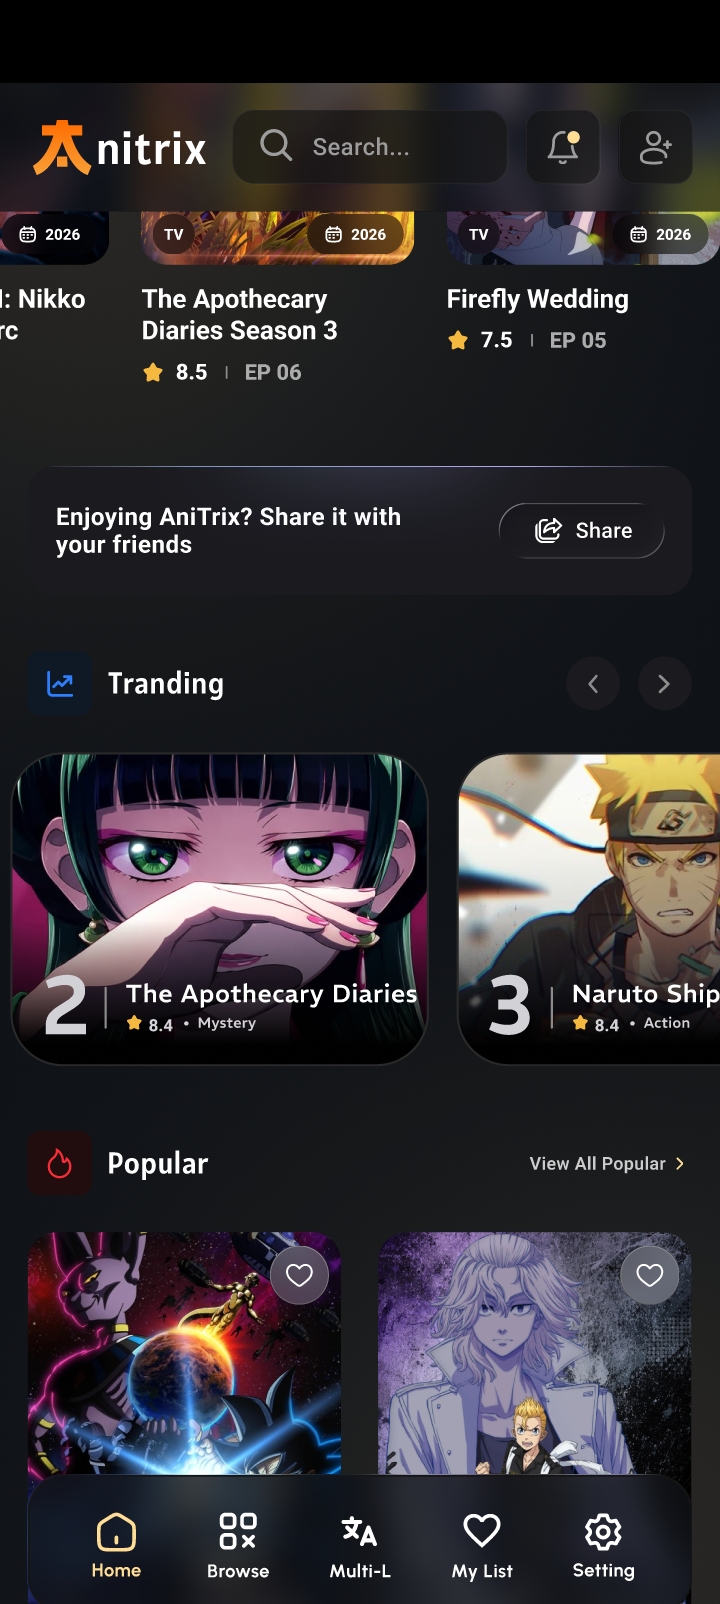 nitrix
Search...
2026
TV
2026
TV
2026
: Nikko
rc
The Apothecary
Diaries Season 3
8.5 | EP 06
Firefly Wedding
7.5 | EP 05
Enjoying AniTrix? Share it with
your friends
Share
Tranding
2
The Apothecary Diaries
8.4 • Mystery
3
Naruto Ship
8.4 • Action
Popular
View All Popular
Home
Browse
Multi-L
My List
Setting